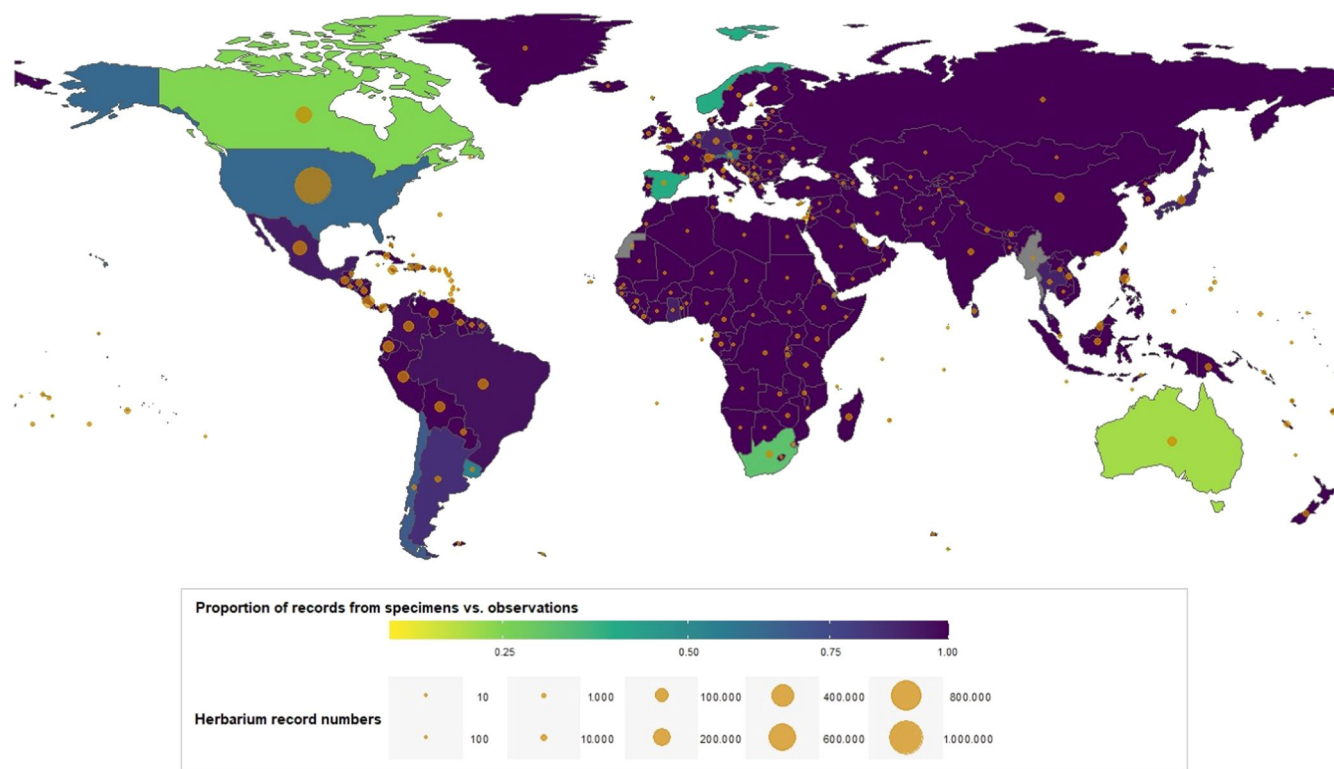 Proportion of records from specimens vs. observations
0.25 0.50 0.75 1.00
10 1.000 100.000 400.000 800.000
Herbarium record numbers
100 10.000 200.000 600.000 1.000.000